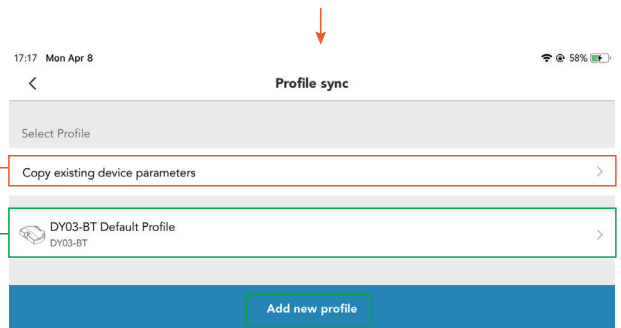 17:17 Mon Apr 8 58%
Profile sync
Select Profile
Copy existing device parameters
DY03-BT Default Profile
DY03-BT
Add new profile